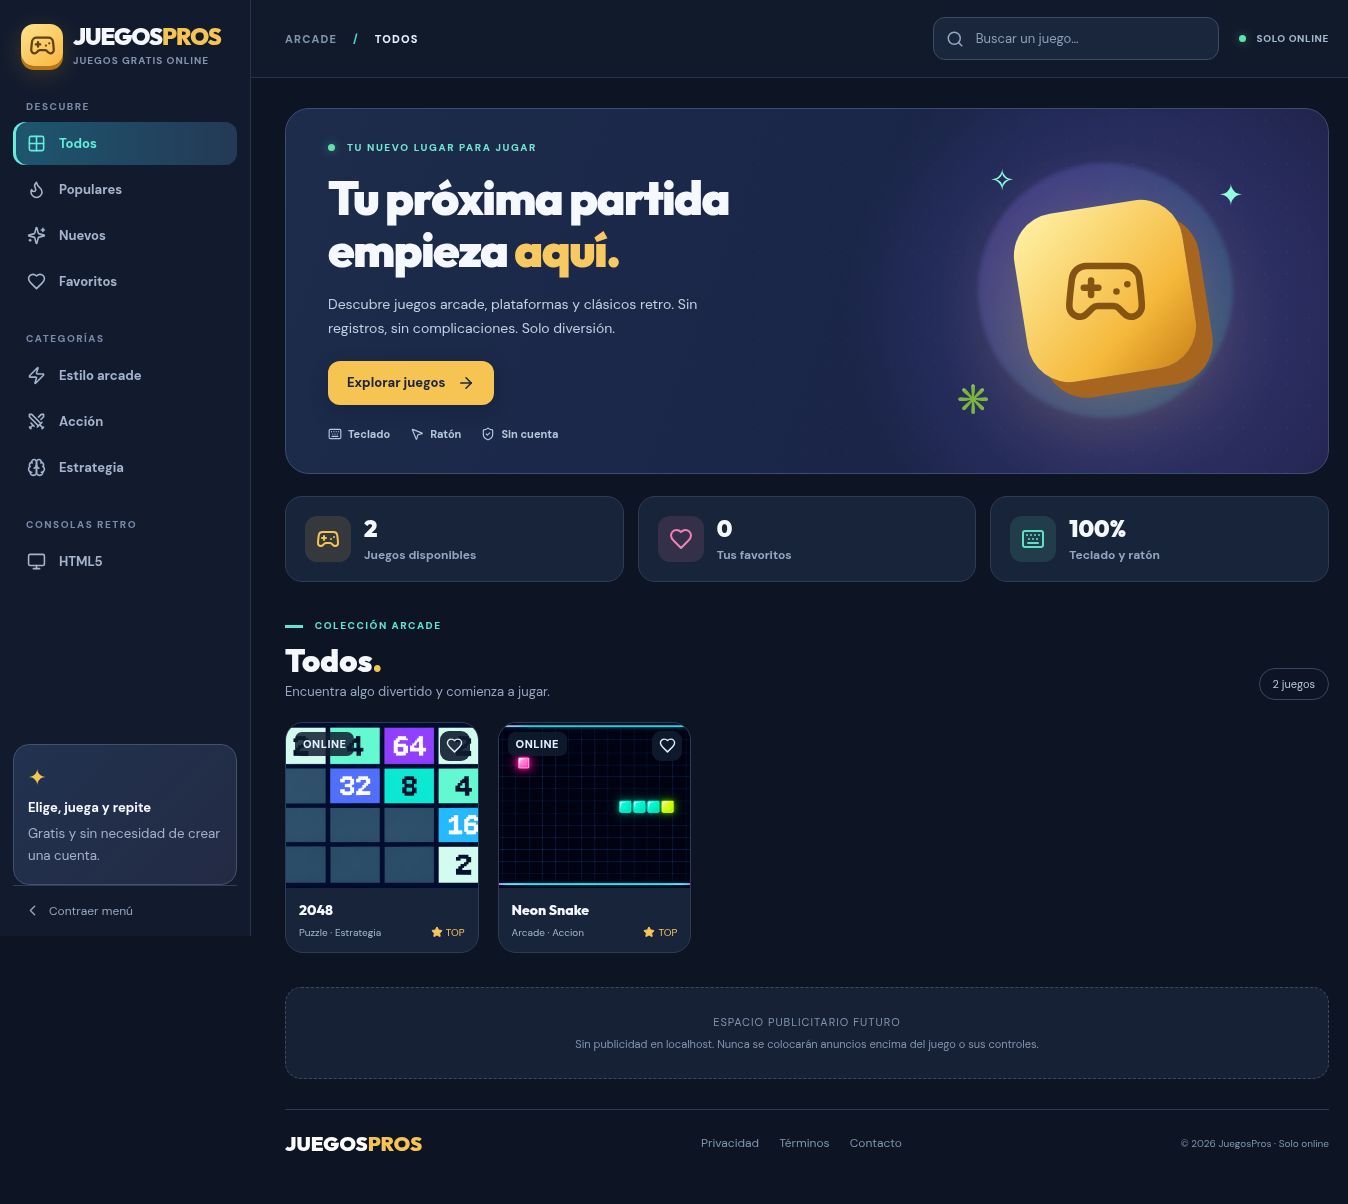 JUEGOSPROS
JUEGOS GRATIS ONLINE
DESCUBRE
Todos
Populares
Nuevos
Favoritos
CATEGORÍAS
Estilo arcade
Acción
Estrategia
CONSOLAS RETRO
HTML5
Elige, juega y repite
Gratis y sin necesidad de crear
una cuenta.
Contraer menú
ARCADE / TODOS
Buscar un juego...
SOLO ONLINE
TU NUEVO LUGAR PARA JUGAR
Tu próxima partida
empieza aquí.
Descubre juegos arcade, plataformas y clásicos retro. Sin
registros, sin complicaciones. Solo diversión.
Explorar juegos
Teclado Ratón Sin cuenta
2
Juegos disponibles
0
Tus favoritos
100%
Teclado y ratón
COLECCIÓN ARCADE
Todos.
Encuentra algo divertido y comienza a jugar.
2 juegos
ONLINE
4 64
32 8 4
16
2
2048
Puzzle · Estrategia
TOP
ONLINE
Neon Snake
Arcade · Accion
TOP
ESPACIO PUBLICITARIO FUTURO
Sin publicidad en localhost. Nunca se colocarán anuncios encima del juego o sus controles.
JUEGOSPROS
Privacidad Términos Contacto
© 2026 JuegosPros · Solo online